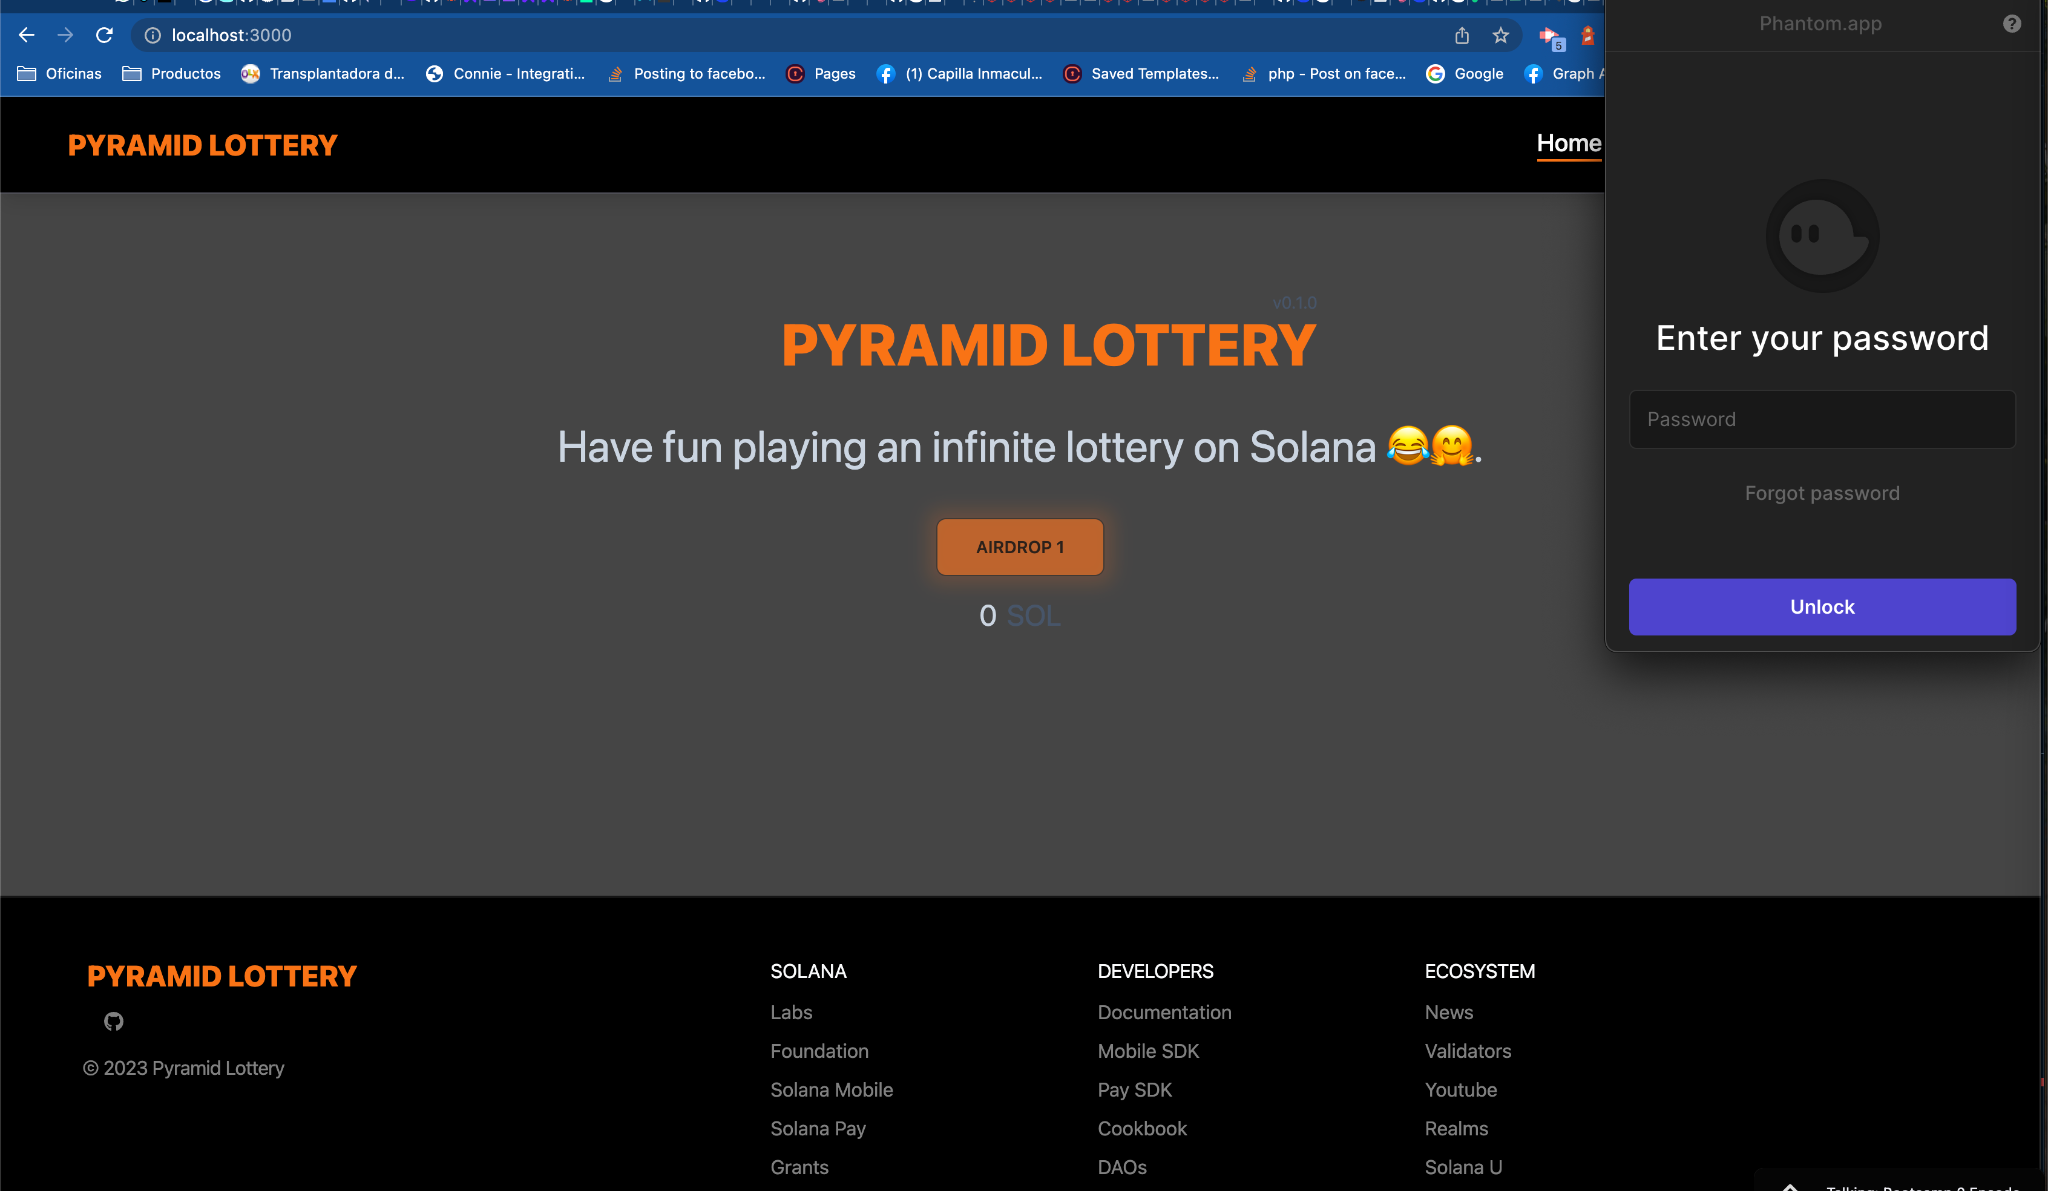 localhost:3000
5
Phantom.app
?
Oficinas
Productos
Transplantadora d...
Connie - Integrati...
Posting to facebo...
Pages
(1) Capilla Inmacul...
Saved Templates...
php - Post on face...
Google
Graph
PYRAMID LOTTERY
Home
v0.1.0
PYRAMID LOTTERY
Have fun playing an infinite lottery on Solana 😂🤗.
AIRDROP 1
0 SOL
Enter your password
Password
Forgot password
Unlock
PYRAMID LOTTERY
© 2023 Pyramid Lottery
SOLANA
Labs
Foundation
Solana Mobile
Solana Pay
Grants
DEVELOPERS
Documentation
Mobile SDK
Pay SDK
Cookbook
DAOs
ECOSYSTEM
News
Validators
Youtube
Realms
Solana U